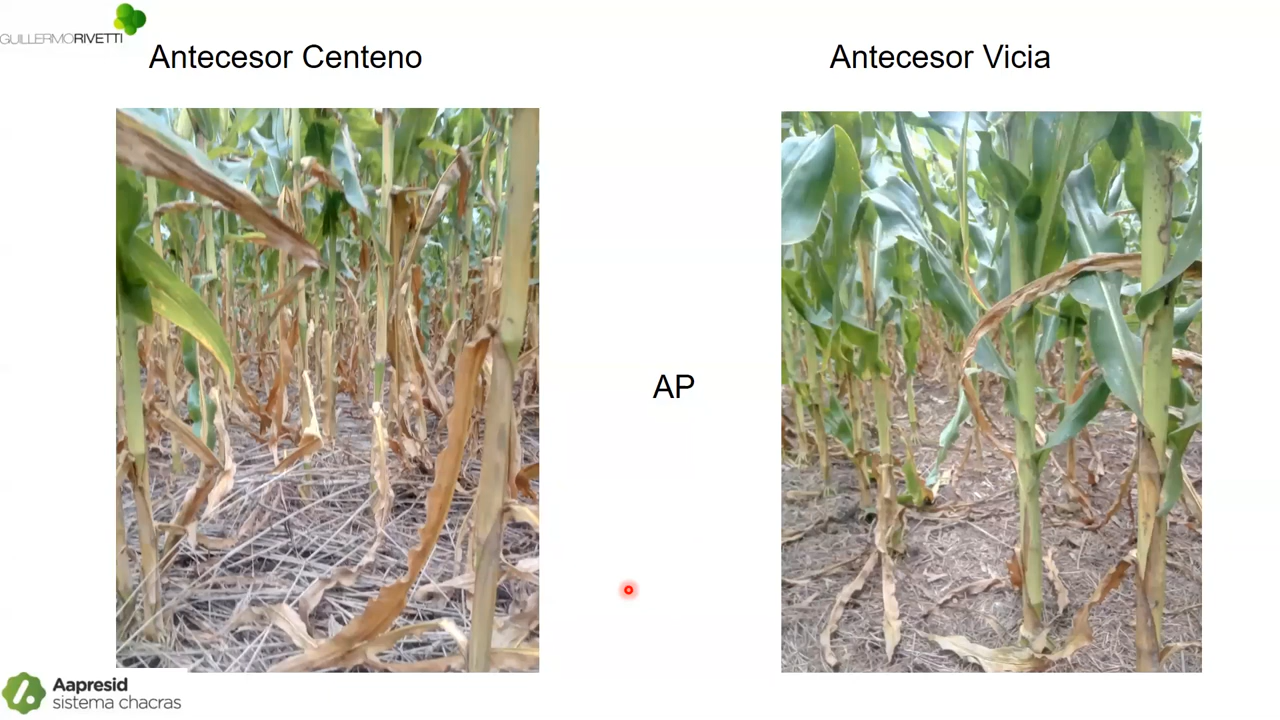 GUILLERMORIVETTI
Antecesor Centeno
Antecesor Vicia
AP
Aapresid
sistema chacras